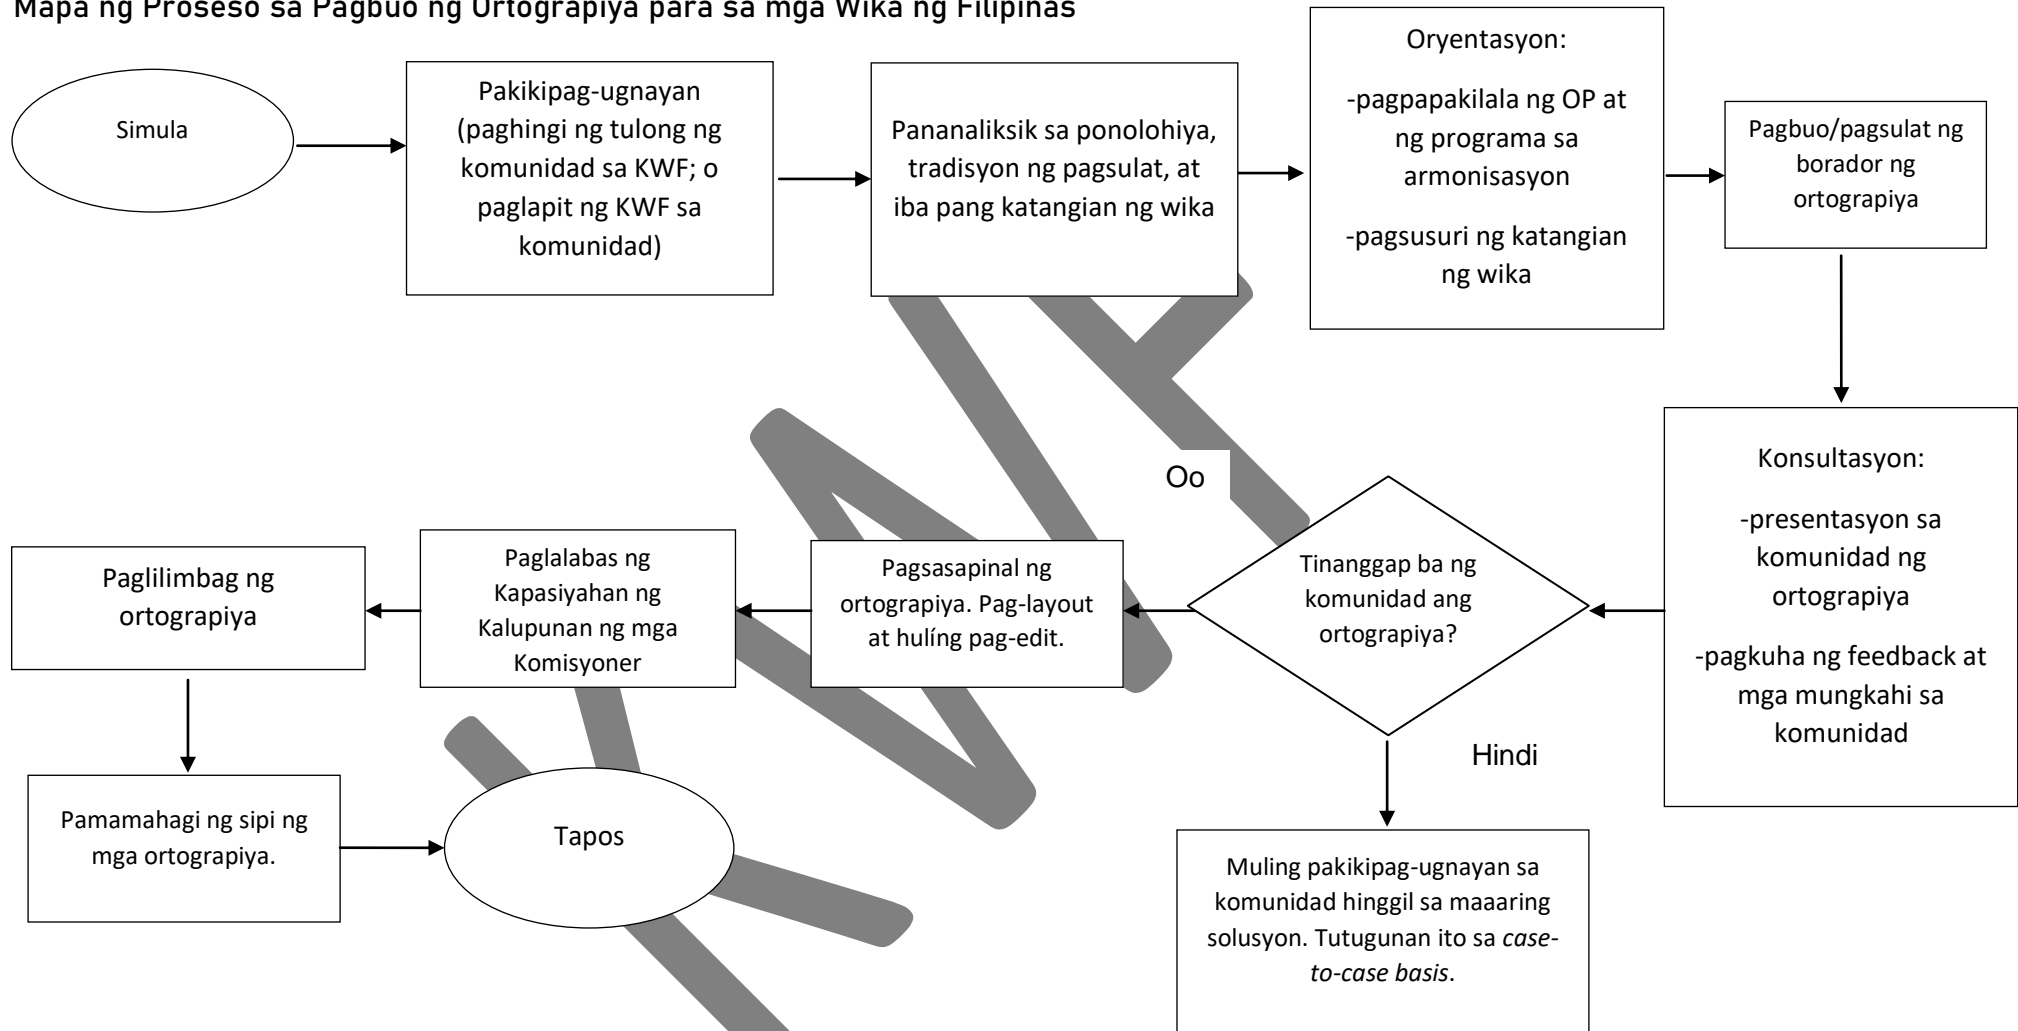 Mapa ng Proseso sa Pagbuo ng Ortograpiya para sa mga Wika ng Filipinas
Simula
Pakikipag-ugnayan
(paghingi ng tulong ng
komunidad sa KWF; o
paglapit ng KWF sa
komunidad)
Pananaliksik sa ponolohiya,
tradisyon ng pagsulat, at
iba pang katangian ng wika
Oryentasyon:
-pagpapakilala ng OP at
ng programa sa
armonisasyon
-pagsusuri ng katangian
ng wika
Pagbuo/pagsulat ng
borador ng
ortograpiya
Konsultasyon:
-presentasyon sa
komunidad ng
ortograpiya
-pagkuha ng feedback at
mga mungkahi sa
komunidad
Tinanggap ba ng
komunidad ang
ortograpiya?
Oo
Hindi
Muling pakikipag-ugnayan sa
komunidad hinggil sa maaaring
solusyon. Tutugunan ito sa case-
to-case basis.
Pagsasapinal ng
ortograpiya. Pag-layout
at hulíng pag-edit.
Paglalabas ng
Kapasiyahan ng
Kalupunan ng mga
Komisyoner
Paglilimbag ng
ortograpiya
Pamamahagi ng sipi ng
mga ortograpiya.
Tapos